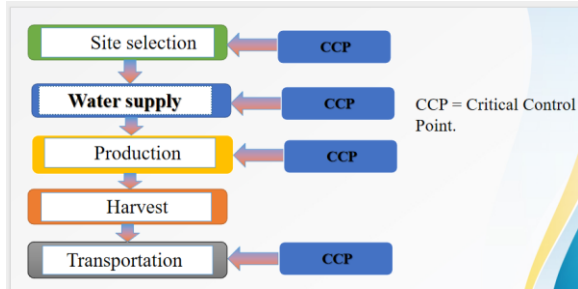 Site selection
CCP
Water supply
CCP
CCP = Critical Control
Point.
Production
CCP
Harvest
Transportation
CCP